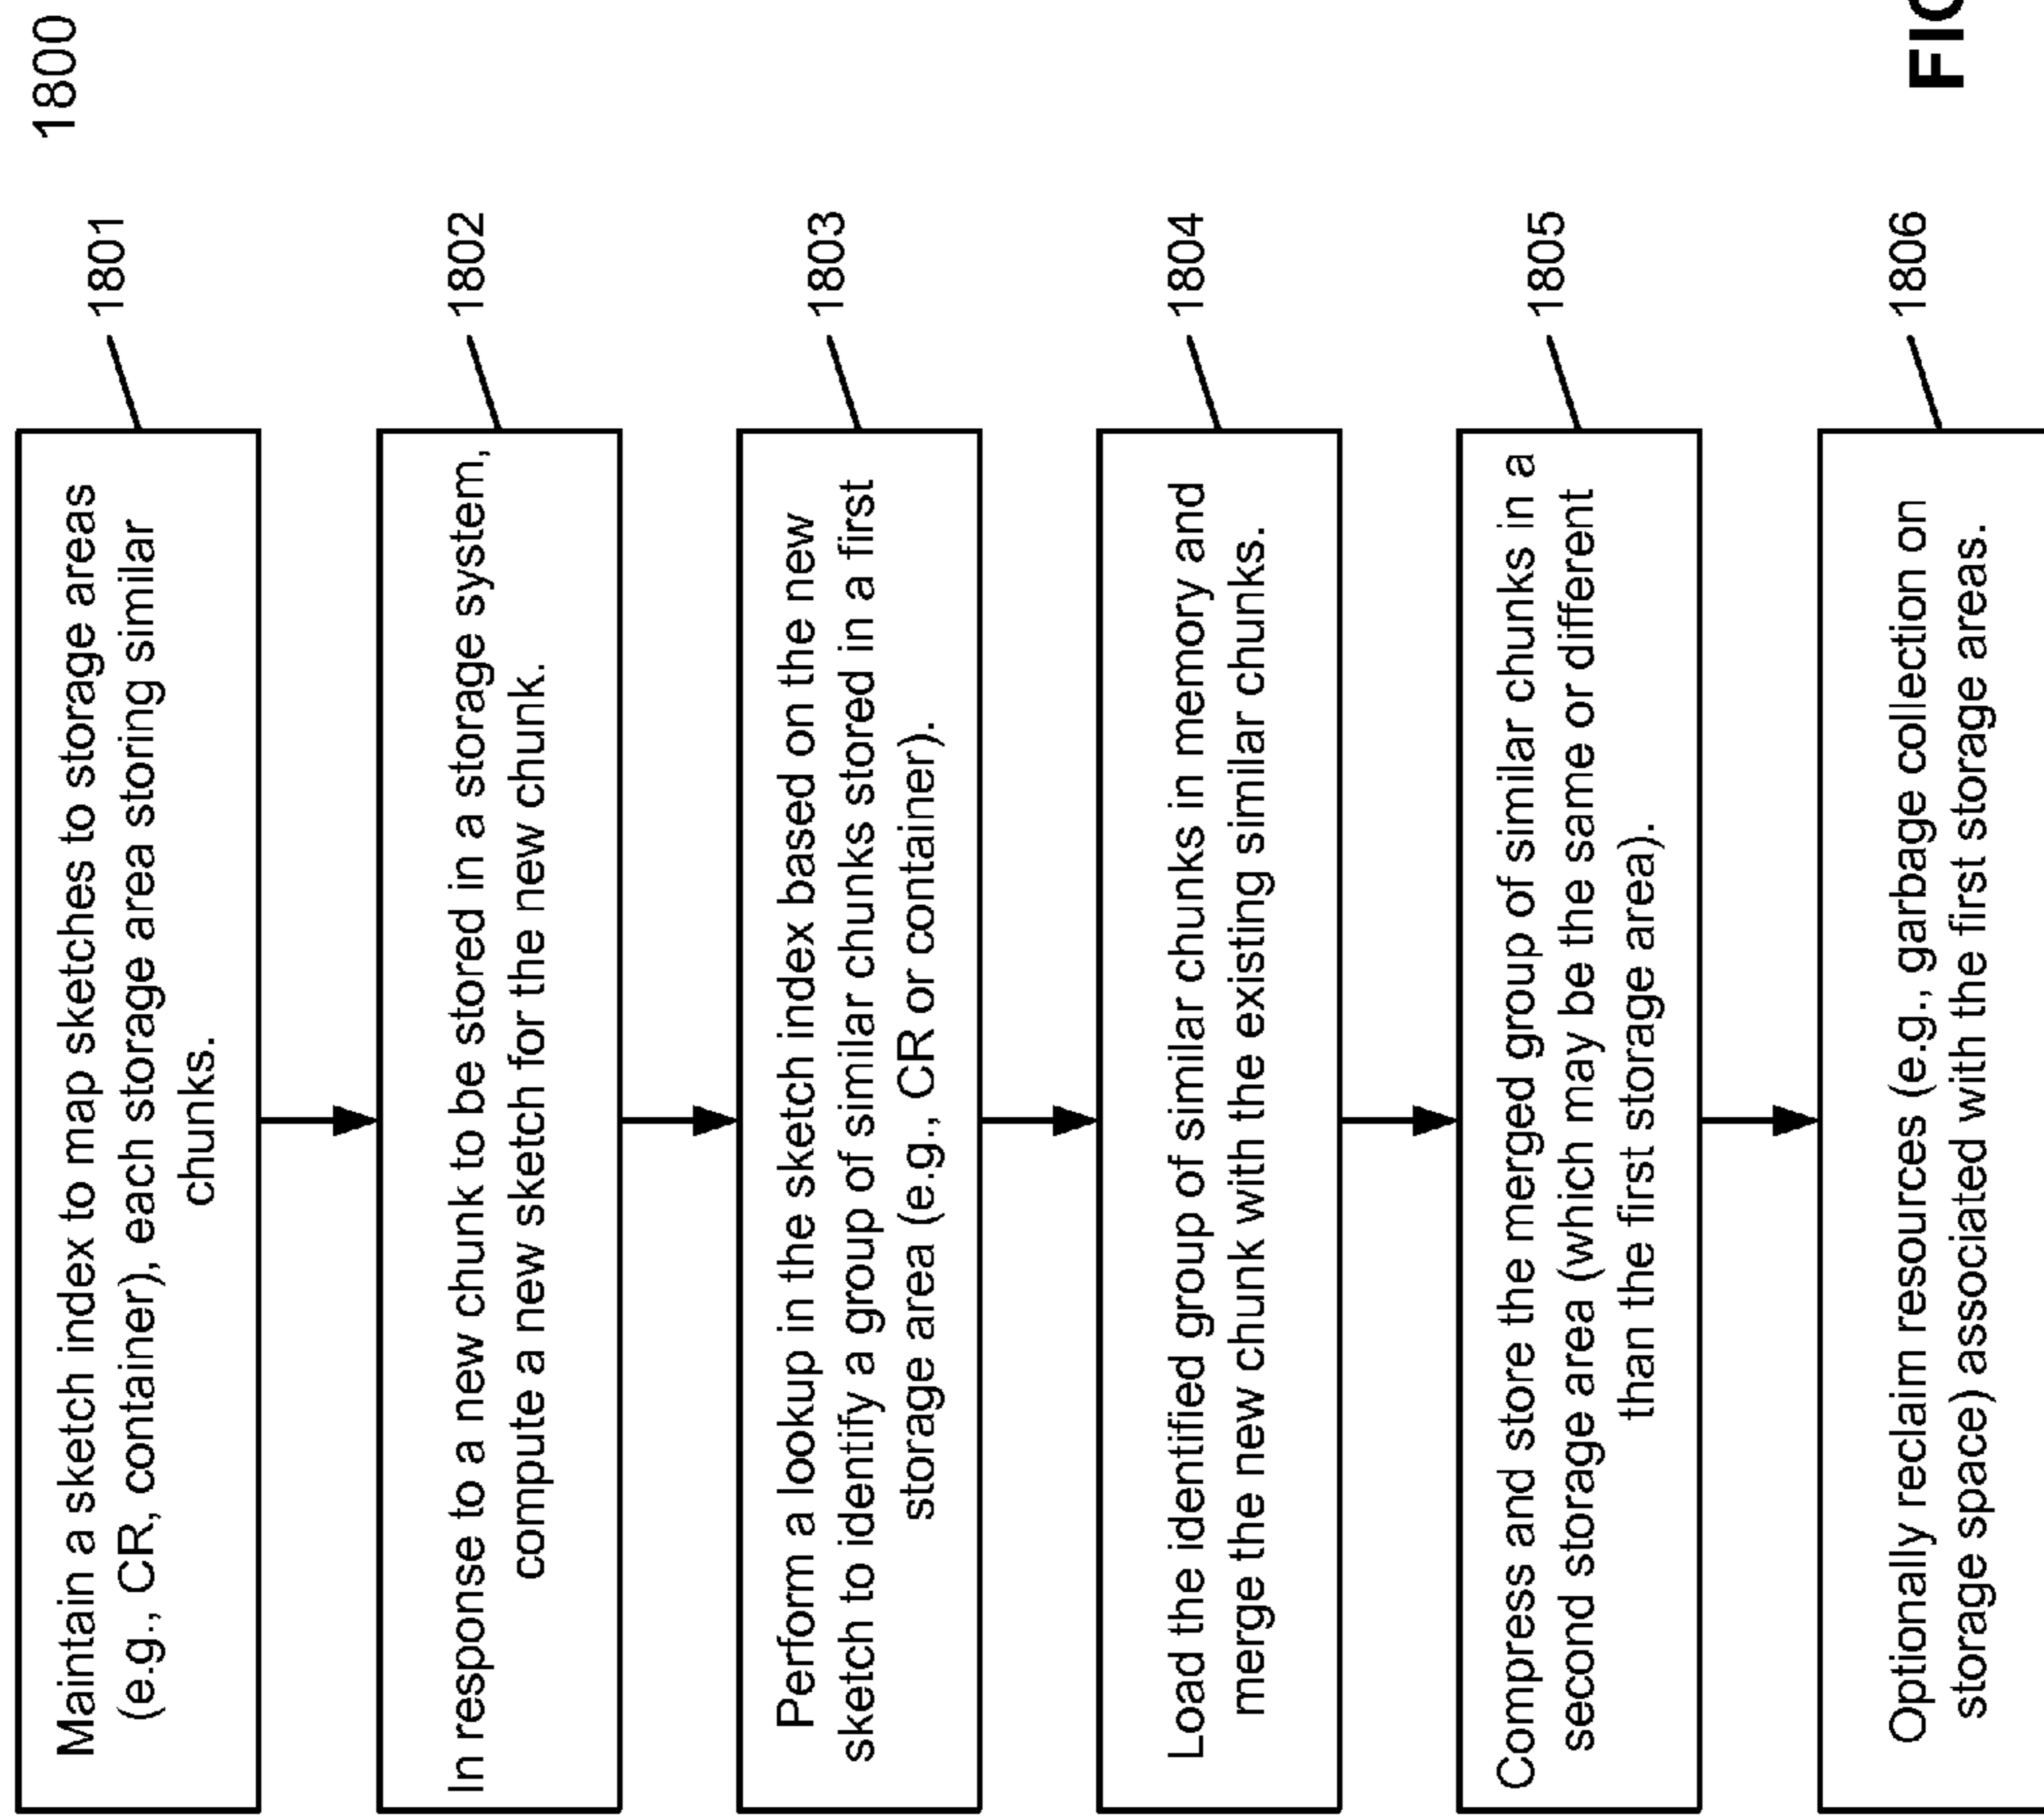 1800
Maintain a sketch index to map sketches to storage areas
(e.g., CR, container), each storage area storing similar
chunks.
1801
In response to a new chunk to be stored in a storage system,
compute a new sketch for the new chunk.
1802
Perform a lookup in the sketch index based on the new
sketch to identify a group of similar chunks stored in a first
storage area (e.g., CR or container).
1803
Load the identified group of similar chunks in memory and
merge the new chunk with the existing similar chunks.
1804
Compress and store the merged group of similar chunks in a
second storage area (which may be the same or different
than the first storage area).
1805
Optionally reclaim resources (e.g., garbage collection on
storage space) associated with the first storage areas.
1806